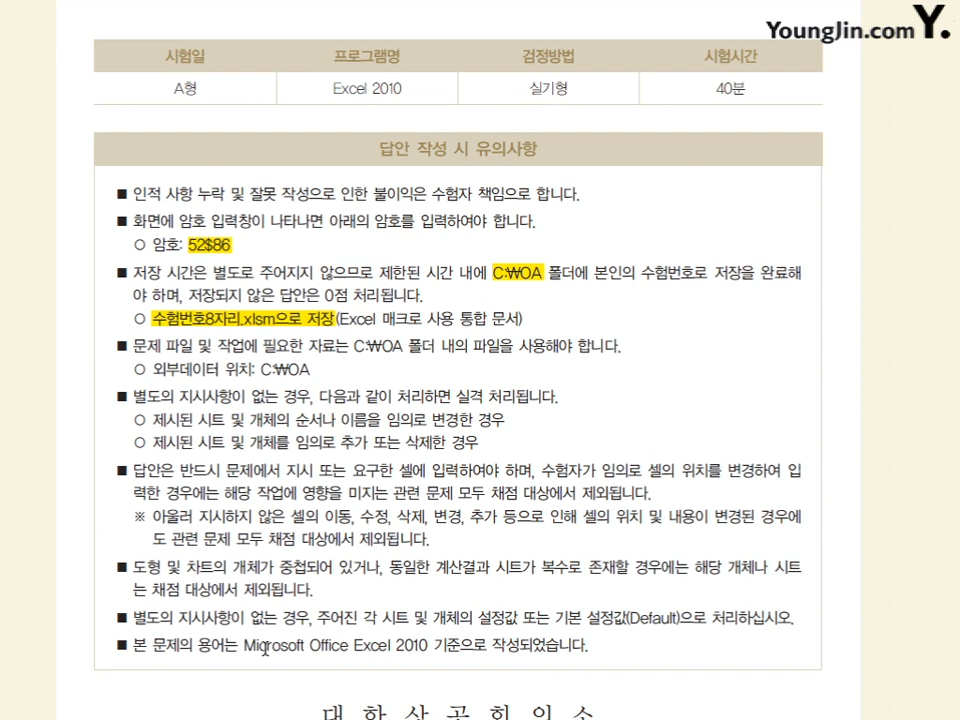 YoungJin.com Y.
시험일 프로그램명 검정방법 시험시간
A형 Excel 2010 실기형 40분
답안 작성 시 유의사항
■ 인적 사항 누락 및 잘못 작성으로 인한 불이익은 수험자 책임으로 합니다.
■ 화면에 암호 입력창이 나타나면 아래의 암호를 입력하여야 합니다.
○ 암호: 52$86
■ 저장 시간은 별도로 주어지지 않으므로 제한된 시간 내에 C:₩OA 폴더에 본인의 수험번호로 저장을 완료해
야 하며, 저장되지 않은 답안은 0점 처리됩니다.
○ 수험번호8자리.xlsm으로 저장(Excel 매크로 사용 통합 문서)
■ 문제 파일 및 작업에 필요한 자료는 C:₩OA 폴더 내의 파일을 사용해야 합니다.
○ 외부데이터 위치: C:₩OA
■ 별도의 지시사항이 없는 경우, 다음과 같이 처리하면 실격 처리됩니다.
○ 제시된 시트 및 개체의 순서나 이름을 임의로 변경한 경우
○ 제시된 시트 및 개체를 임의로 추가 또는 삭제한 경우
■ 답안은 반드시 문제에서 지시 또는 요구한 셀에 입력하여야 하며, 수험자가 임의로 셀의 위치를 변경하여 입
력한 경우에는 해당 작업에 영향을 미치는 관련 문제 모두 채점 대상에서 제외됩니다.
※ 아울러 지시하지 않은 셀의 이동, 수정, 삭제, 변경, 추가 등으로 인해 셀의 위치 및 내용이 변경된 경우에
도 관련 문제 모두 채점 대상에서 제외됩니다.
■ 도형 및 차트의 개체가 중첩되어 있거나, 동일한 계산결과 시트가 복수로 존재할 경우에는 해당 개체나 시트
는 채점 대상에서 제외됩니다.
■ 별도의 지시사항이 없는 경우, 주어진 각 시트 및 개체의 설정값 또는 기본 설정값(Default)으로 처리하십시오.
■ 본 문제의 용어는 Microsoft Office Excel 2010 기준으로 작성되었습니다.
대 한 상 공 회 의 소